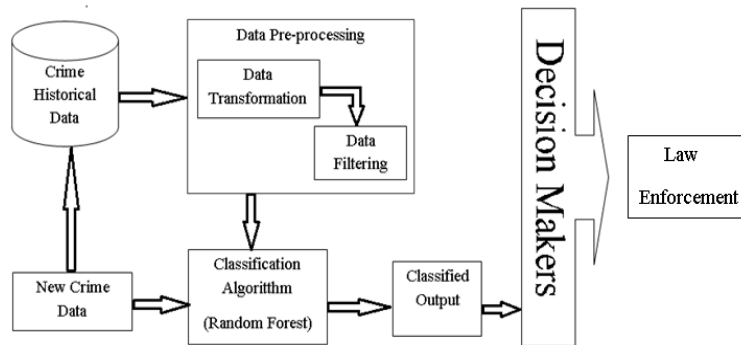 Crime
Historical
Data
Data Pre-processing
Data
Transformation
Data
Filtering
New Crime
Data
Classification
Algoritthm
(Random Forest)
Classified
Output
Decision Makers
Law
Enforcement